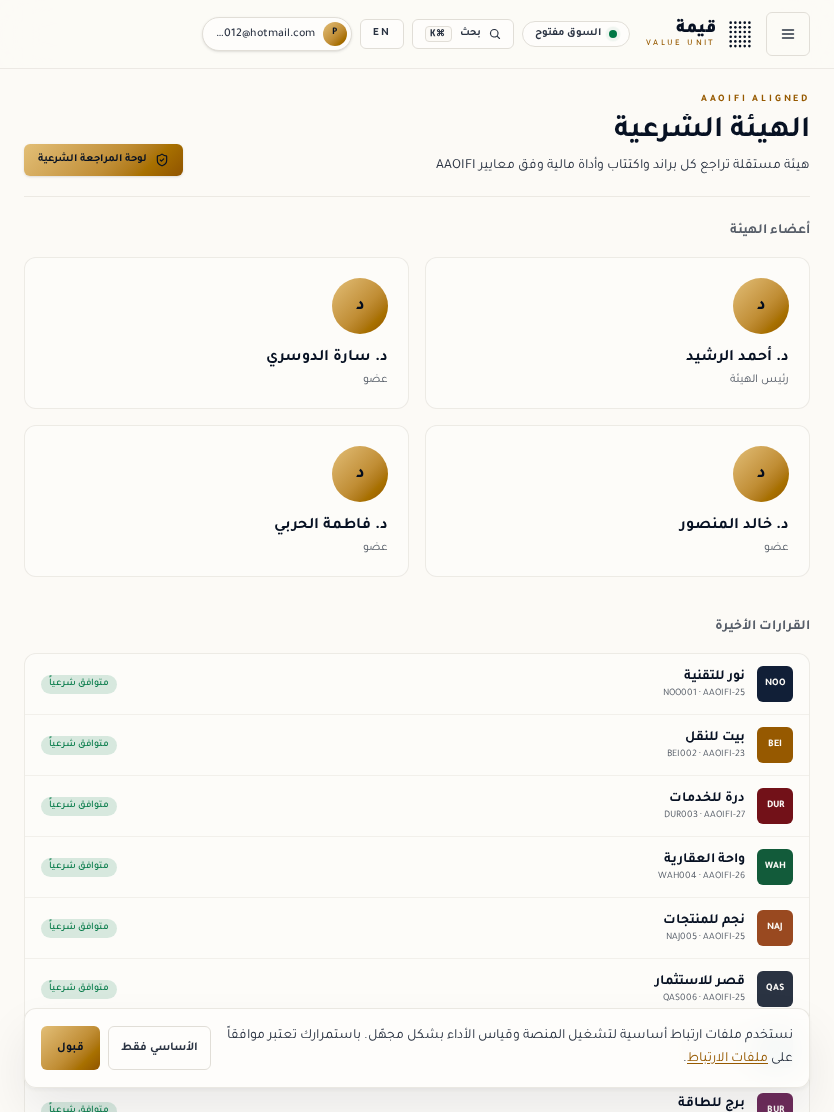 قيمة
VALUE UNIT
السوق مفتوح
بحث
⌘K
EN
P
012@hotmail.com...
AAOIFI ALIGNED
الهيئة الشرعية
هيئة مستقلة تراجع كل براند واكتتاب وأداة مالية وفق معايير AAOIFI
لوحة المراجعة الشرعية
أعضاء الهيئة
د
د. أحمد الرشيد
رئيس الهيئة
د
د. سارة الدوسري
عضو
د
د. خالد المنصور
عضو
د
د. فاطمة الحربي
عضو
القرارات الأخيرة
NOO
نور للتقنية
NOO001 · AAOIFI-25
متوافق شرعياً
BEI
بيت للنقل
BEI002 · AAOIFI-23
متوافق شرعياً
DUR
درة للخدمات
DUR003 · AAOIFI-27
متوافق شرعياً
WAH
واحة العقارية
WAH004 · AAOIFI-26
متوافق شرعياً
NAJ
نجم للمنتجات
NAJ005 · AAOIFI-25
متوافق شرعياً
QAS
قصر للاستثمار
QAS006 · AAOIFI-25
متوافق شرعياً
نستخدم ملفات ارتباط أساسية لتشغيل المنصة وقياس الأداء بشكل مجهّل. باستمرارك تعتبر موافقاً
على ملفات الارتباط.
الأساسي فقط
قبول
BUR
برج للطاقة
متوافق شرعياً